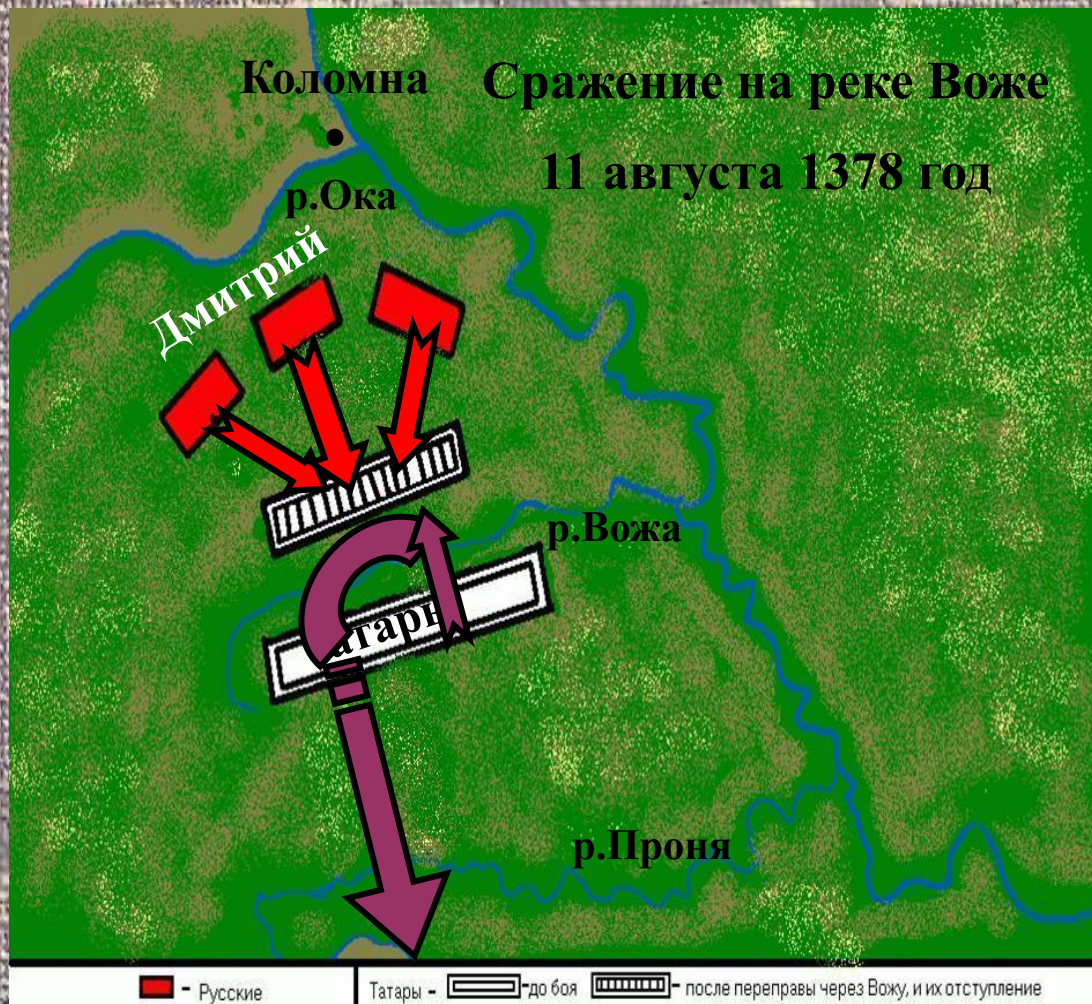 Коломна
Сражение на реке Воже
11 августа 1378 год
р.Ока
Дмитрий
р.Вожа
атары
р.Проня
- Русские
Татары - -до боя - после переправы через Вожу, и их отступление